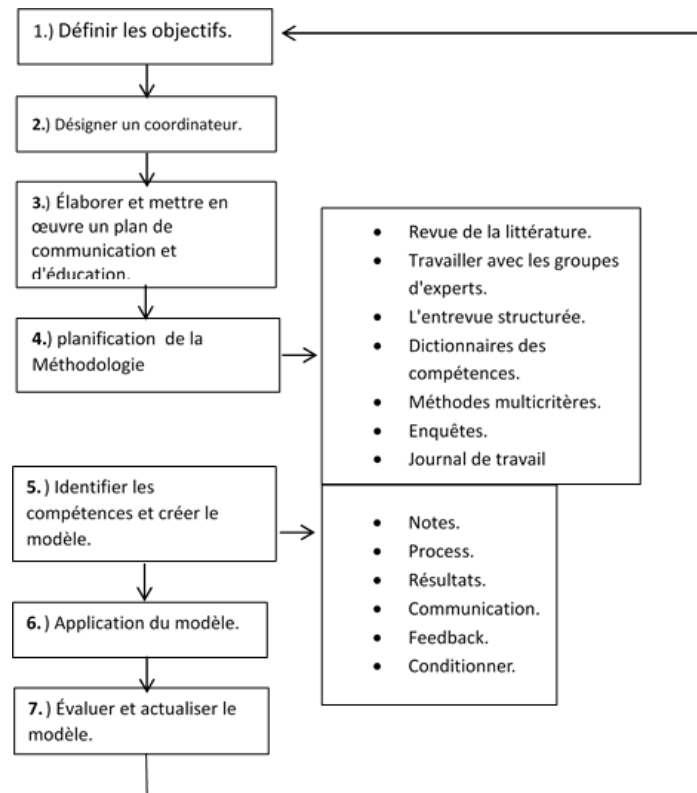 1.) Définir les objectifs.
2.) Désigner un coordinateur.
3.) Élaborer et mettre en
œuvre un plan de
communication et
d'éducation.
4.) planification de la
Méthodologie
• Revue de la littérature.
• Travailler avec les groupes
d'experts.
• L'entrevue structurée.
• Dictionnaires des
compétences.
• Méthodes multicritères.
• Enquêtes.
• Journal de travail
5.) Identifier les
compétences et créer le
modèle.
• Notes.
• Process.
• Résultats.
• Communication.
• Feedback.
• Conditionner.
6.) Application du modèle.
7.) Évaluer et actualiser le
modèle.